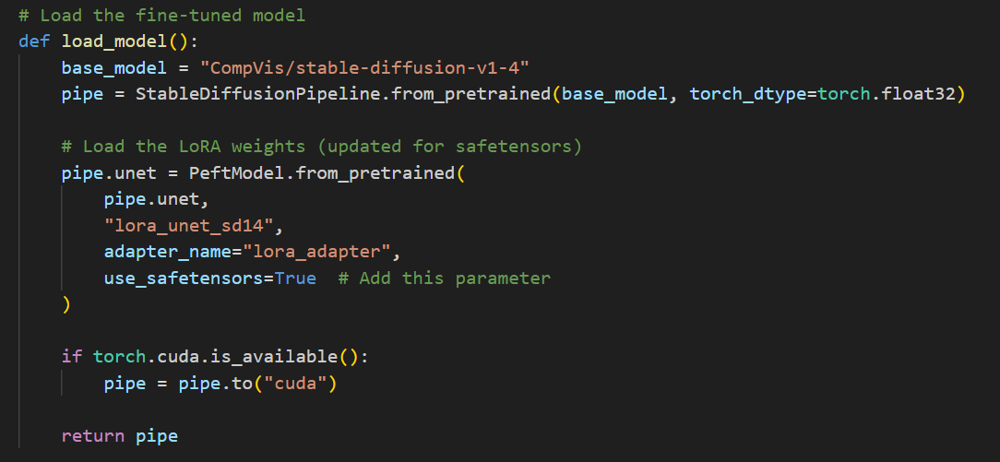 # Load the fine-tuned model
def load_model():
    base_model = "CompVis/stable-diffusion-v1-4"
    pipe = StableDiffusionPipeline.from_pretrained(base_model, torch_dtype=torch.float32)

    # Load the LoRA weights (updated for safetensors)
    pipe.unet = PeftModel.from_pretrained(
        pipe.unet,
        "lora_unet_sd14",
        adapter_name="lora_adapter",
        use_safetensors=True  # Add this parameter
    )

    if torch.cuda.is_available():
        pipe = pipe.to("cuda")

    return pipe